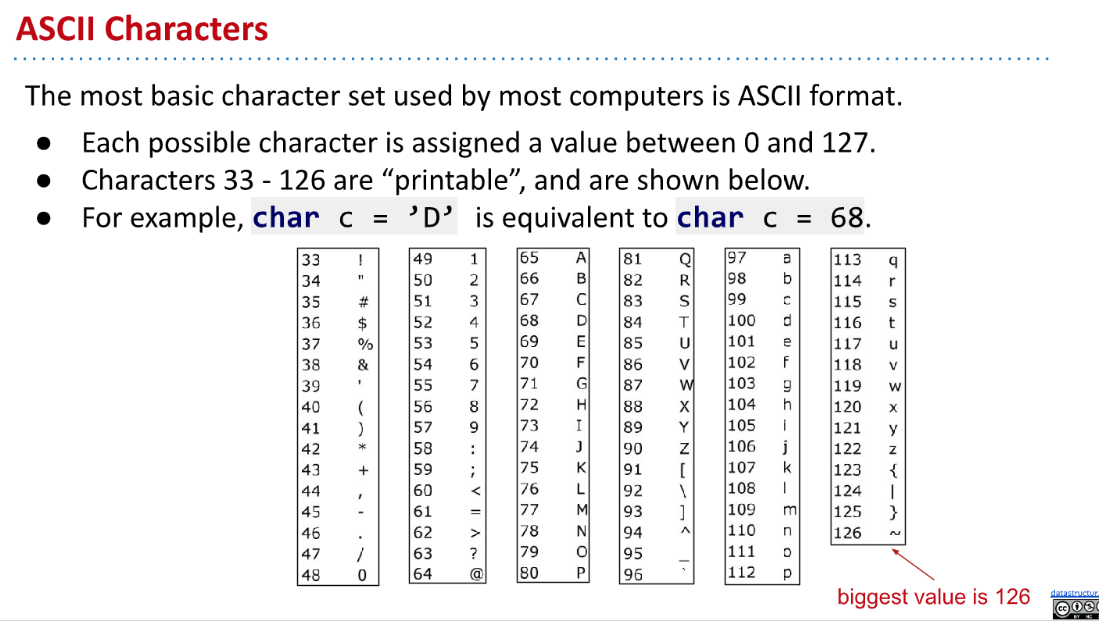 ASCII Characters
The most basic character set used by most computers is ASCII format.
● Each possible character is assigned a value between 0 and 127.
● Characters 33 - 126 are “printable”, and are shown below.
● For example, char c = ’D’ is equivalent to char c = 68.
33 ! 49 1 65 A 81 Q 97 a 113 q
34 " 50 2 66 B 82 R 98 b 114 r
35 # 51 3 67 C 83 S 99 c 115 s
36 $ 52 4 68 D 84 T 100 d 116 t
37 % 53 5 69 E 85 U 101 e 117 u
38 & 54 6 70 F 86 V 102 f 118 v
39 ' 55 7 71 G 87 W 103 g 119 w
40 ( 56 8 72 H 88 X 104 h 120 x
41 ) 57 9 73 I 89 Y 105 i 121 y
42 * 58 : 74 J 90 Z 106 j 122 z
43 + 59 ; 75 K 91 [ 107 k 123 {
44 , 60 < 76 L 92 \ 108 l 124 |
45 - 61 = 77 M 93 ] 109 m 125 }
46 . 62 > 78 N 94 ^ 110 n 126 ~
47 / 63 ? 79 O 95 _ 111 o
48 0 64 @ 80 P 96 ` 112 p
biggest value is 126
datastructur